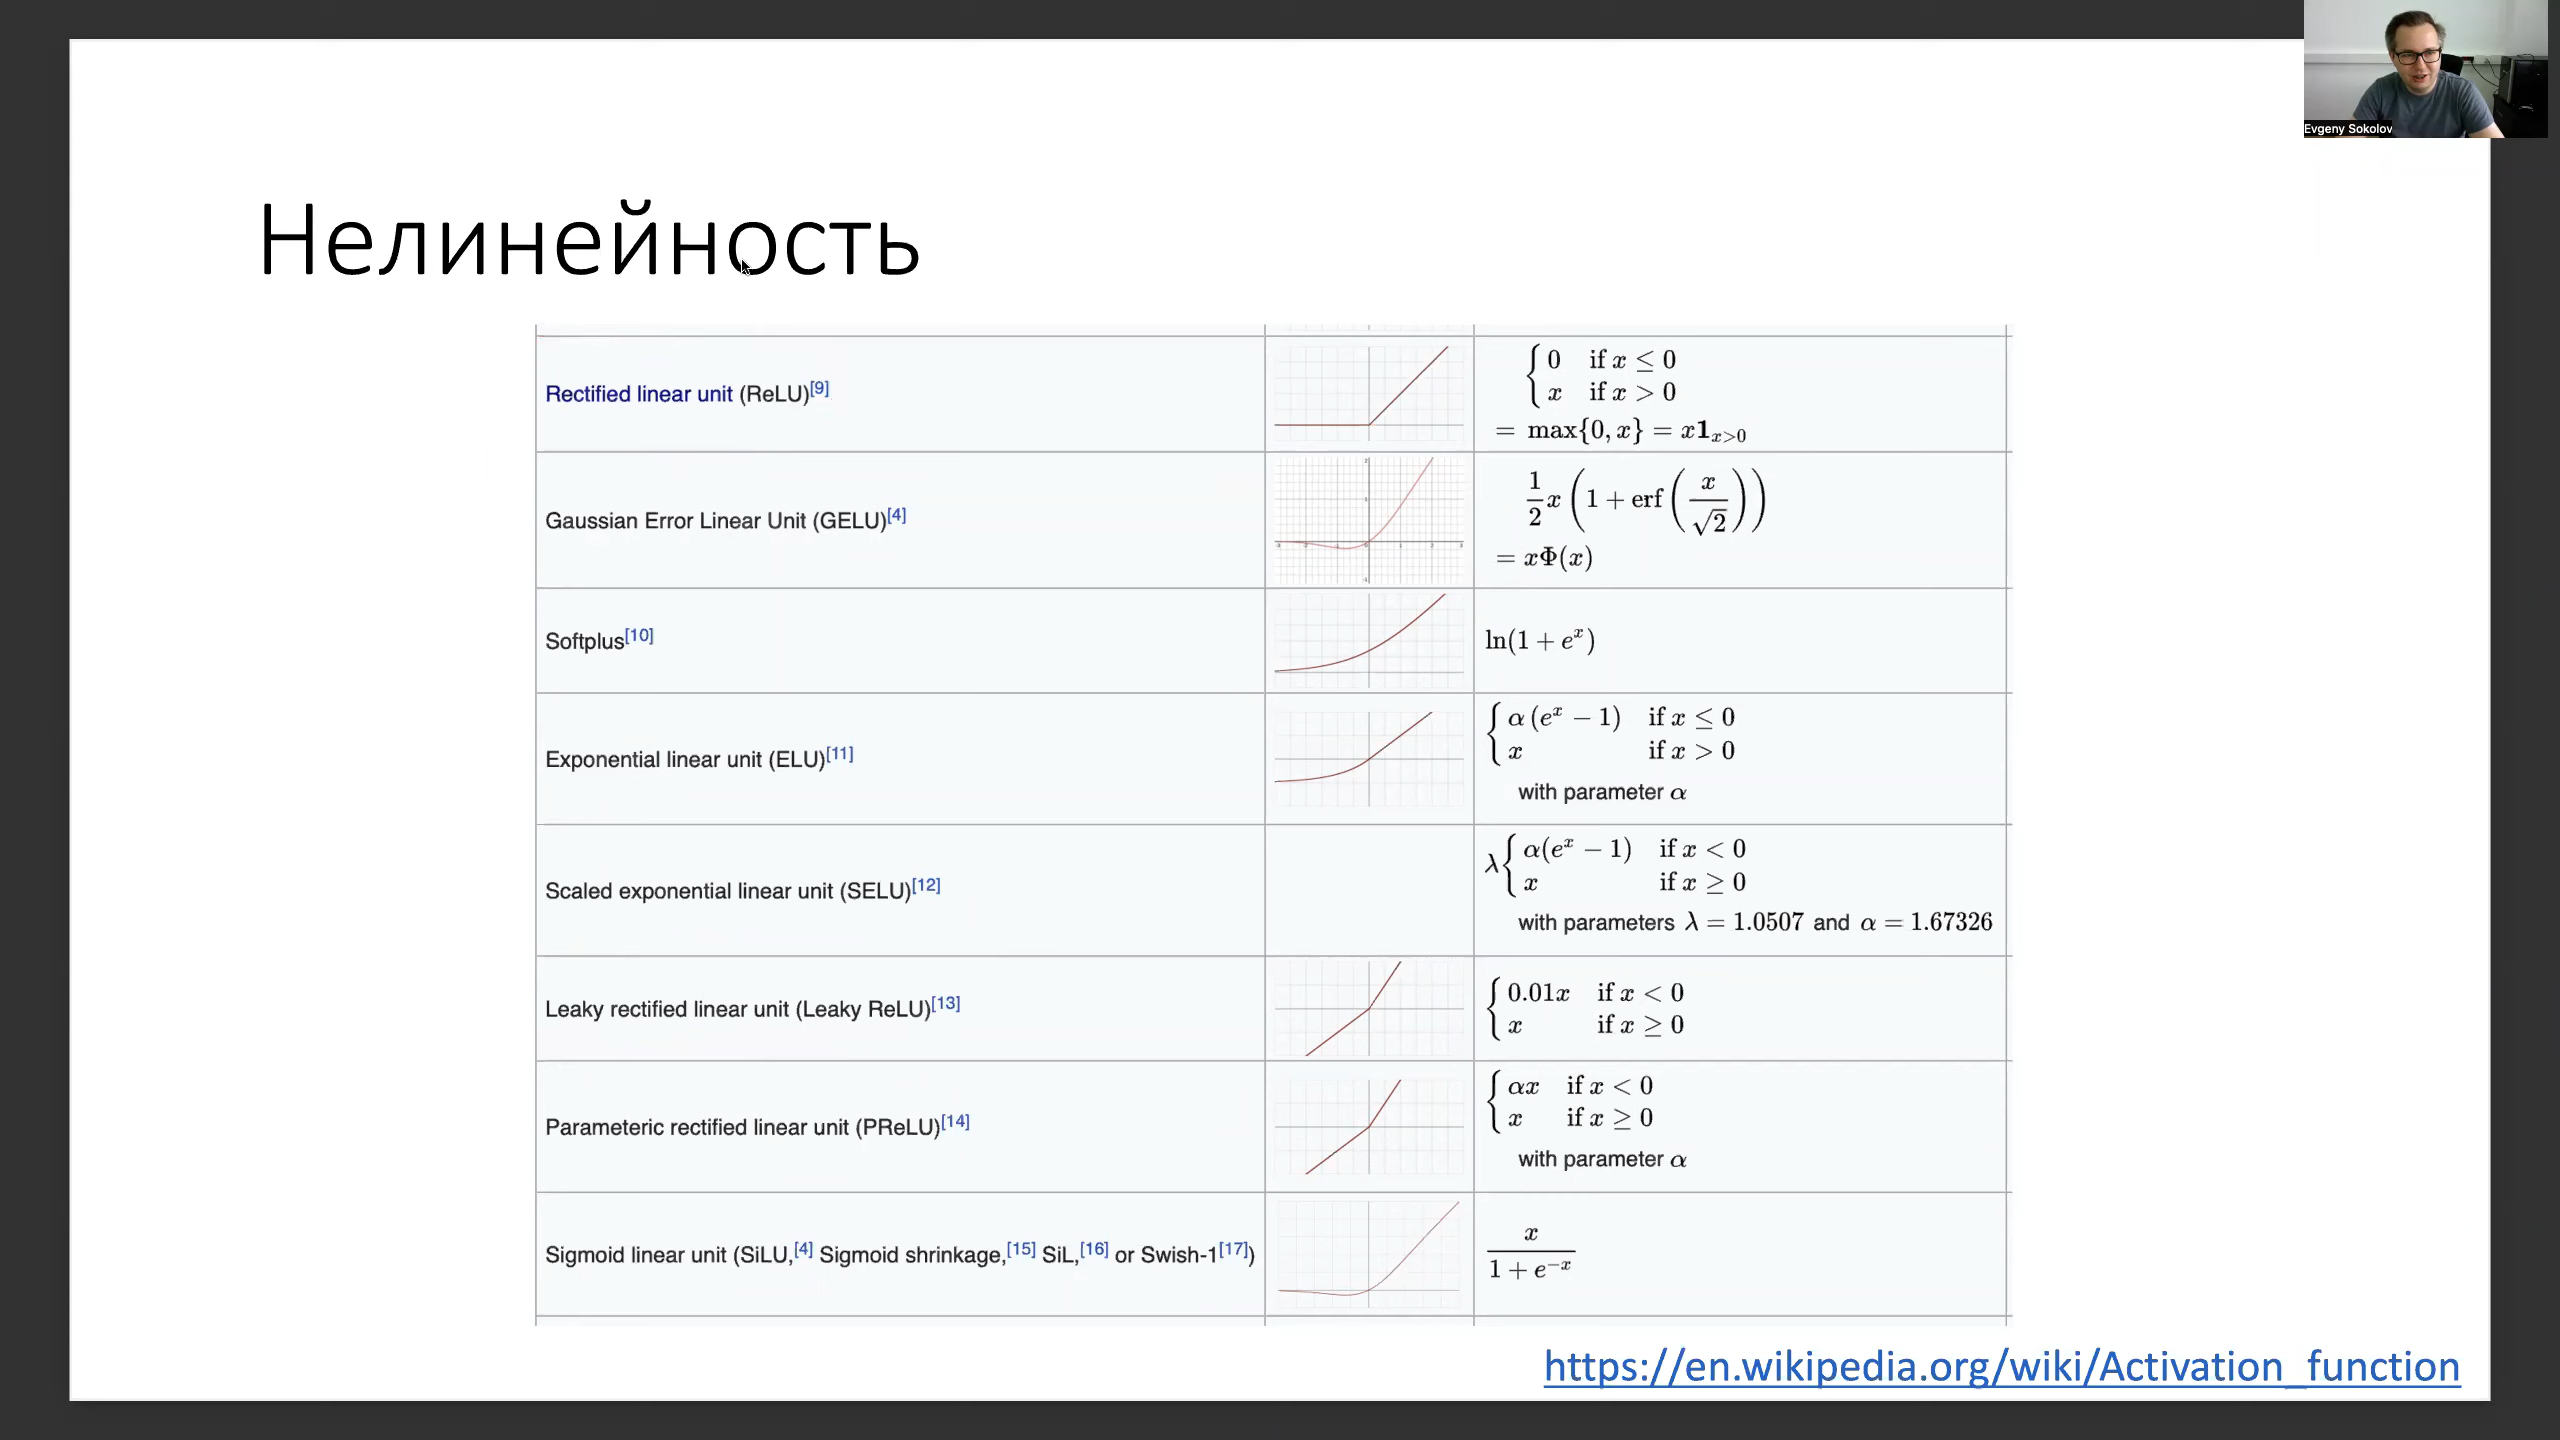 Evgeny Sokolov
Нелинейность
Rectified linear unit (ReLU)[9]
{ 0 if x ≤ 0
x if x > 0
= max{0, x} = x1ₓ>₀
Gaussian Error Linear Unit (GELU)[4]
1/2 x (1 + erf (x/√2))
= xΦ(x)
Softplus[10]
ln(1 + eˣ)
Exponential linear unit (ELU)[11]
{ α (eˣ − 1) if x ≤ 0
x if x > 0
with parameter α
Scaled exponential linear unit (SELU)[12]
λ { α(eˣ − 1) if x < 0
x if x ≥ 0
with parameters λ = 1.0507 and α = 1.67326
Leaky rectified linear unit (Leaky ReLU)[13]
{ 0.01x if x < 0
x if x ≥ 0
Parameteric rectified linear unit (PReLU)[14]
{ αx if x < 0
x if x ≥ 0
with parameter α
Sigmoid linear unit (SiLU,[4] Sigmoid shrinkage,[15] SiL,[16] or Swish-1[17])
x / (1 + e⁻ˣ)
https://en.wikipedia.org/wiki/Activation_function